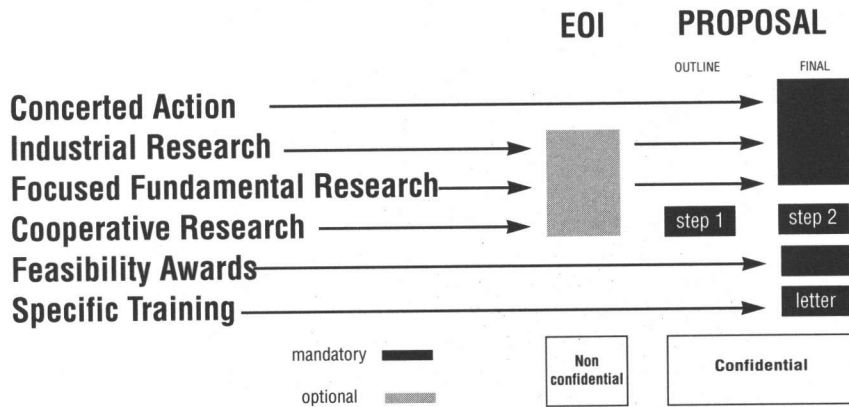 EOI PROPOSAL
OUTLINE FINAL
Concerted Action
Industrial Research
Focused Fundamental Research
Cooperative Research step 1 step 2
Feasibility Awards
Specific Training letter
mandatory
optional
Non
confidential
Confidential